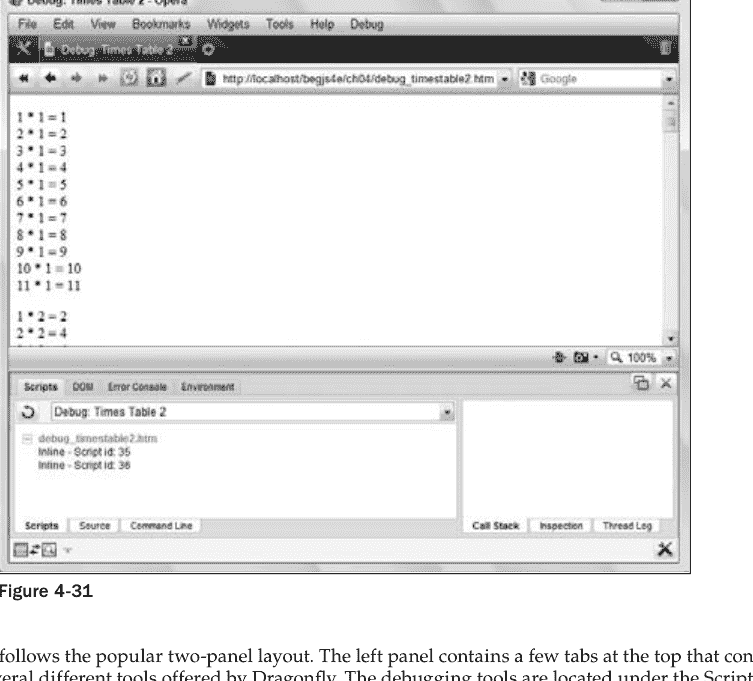 Debug: Times Table 2 - Opera
File Edit View Bookmarks Widgets Tools Help Debug
Debug: Times Table 2
http://localhost/begjs4e/ch04/debug_timestable2.htm Google
1 * 1 = 1
2 * 1 = 2
3 * 1 = 3
4 * 1 = 4
5 * 1 = 5
6 * 1 = 6
7 * 1 = 7
8 * 1 = 8
9 * 1 = 9
10 * 1 = 10
11 * 1 = 11
1 * 2 = 2
2 * 2 = 4
100%
Scripts DOM Error Console Environment
Debug: Times Table 2
debug_timestable2.htm
Inline - Script id: 35
Inline - Script id: 36
Scripts Source Command Line
Call Stack Inspection Thread Log
Figure 4-31
follows the popular two-panel layout. The left panel contains a few tabs at the top that con
veral different tools offered by Dragonfly. The debugging tools are located under the Script